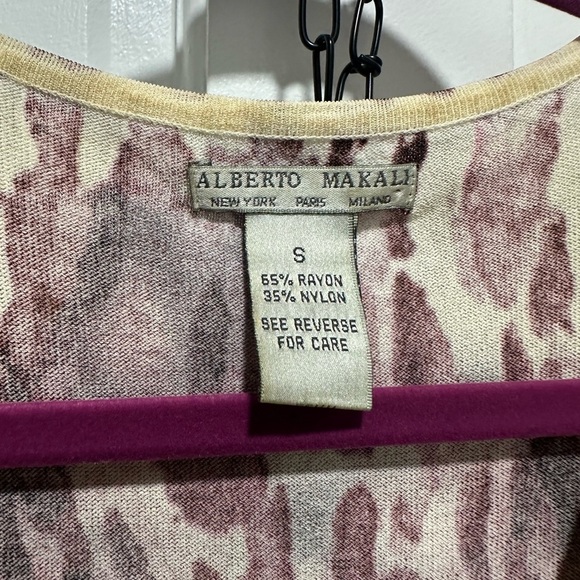 ALBERTO MAKALI
NEW YORK PARIS MILANO
S
65% RAYON
35% NYLON
SEE REVERSE
FOR CARE